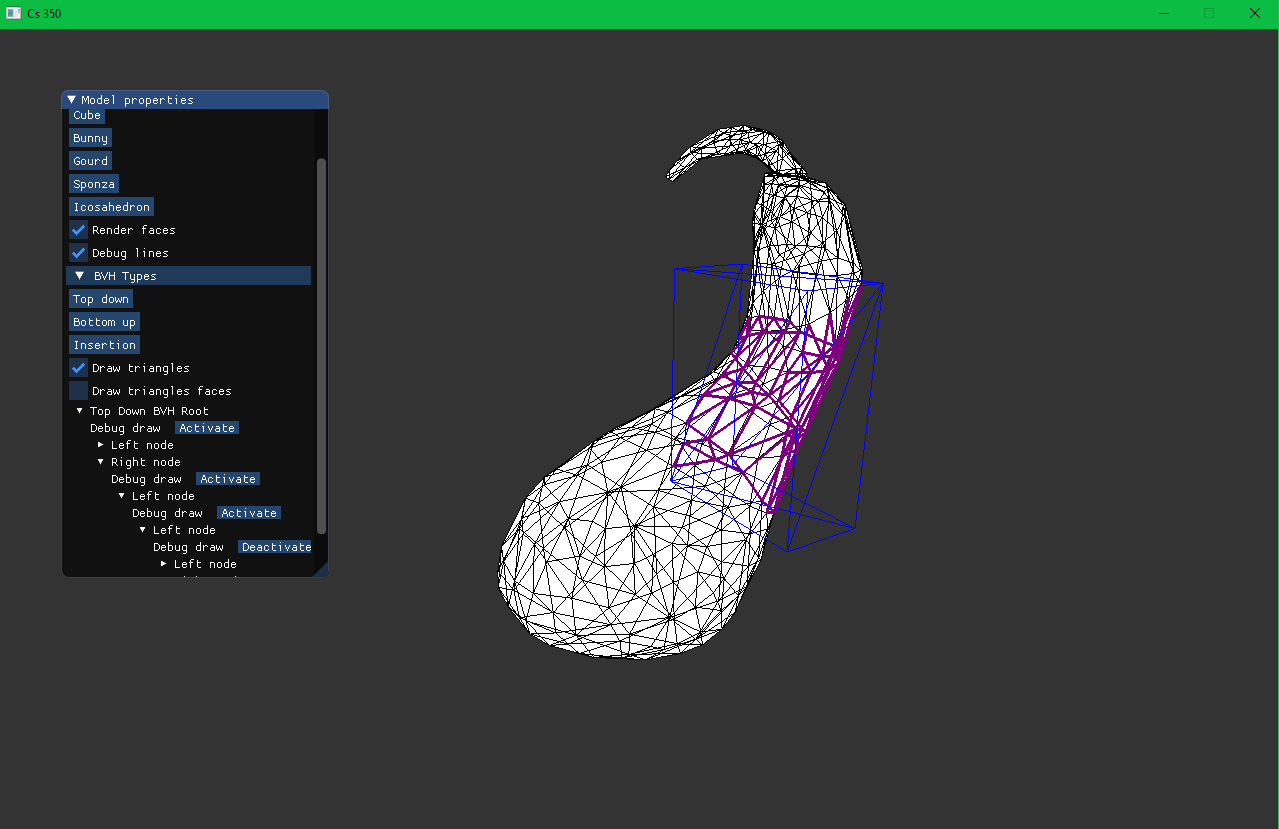 Cs 350
Model properties
Cube
Bunny
Gourd
Sponza
Icosahedron
Render faces
Debug lines
BVH Types
Top down
Bottom up
Insertion
Draw triangles
Draw triangles faces
Top Down BVH Root
Debug draw Activate
Left node
Right node
Debug draw Activate
Left node
Debug draw Activate
Left node
Debug draw Deactivate
Left node